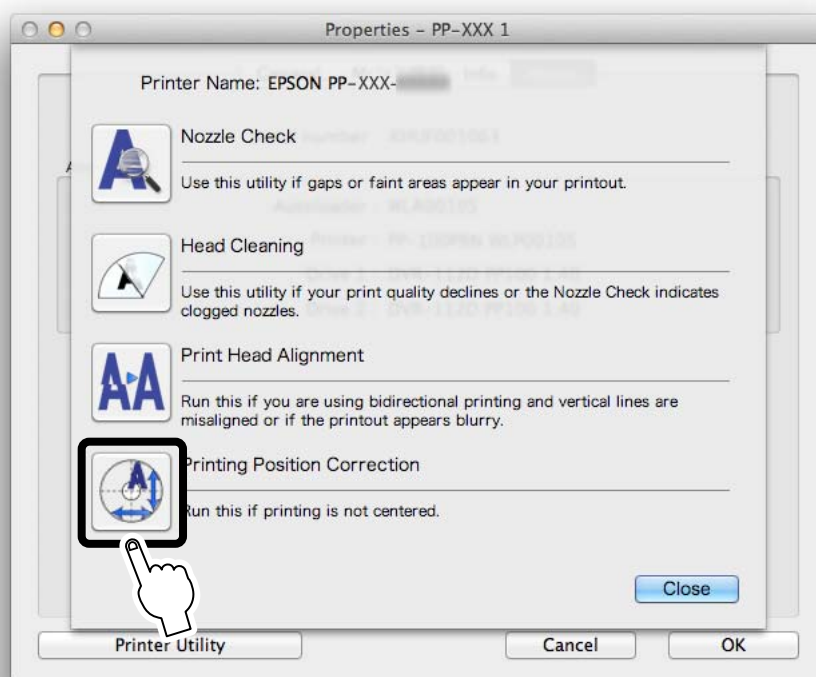 Properties – PP-XXX 1
Printer Name: EPSON PP-XXX-
Nozzle Check
Use this utility if gaps or faint areas appear in your printout.
Head Cleaning
Use this utility if your print quality declines or the Nozzle Check indicates
clogged nozzles.
Print Head Alignment
Run this if you are using bidirectional printing and vertical lines are
misaligned or if the printout appears blurry.
Printing Position Correction
Run this if printing is not centered.
Close
Printer Utility
Cancel
OK